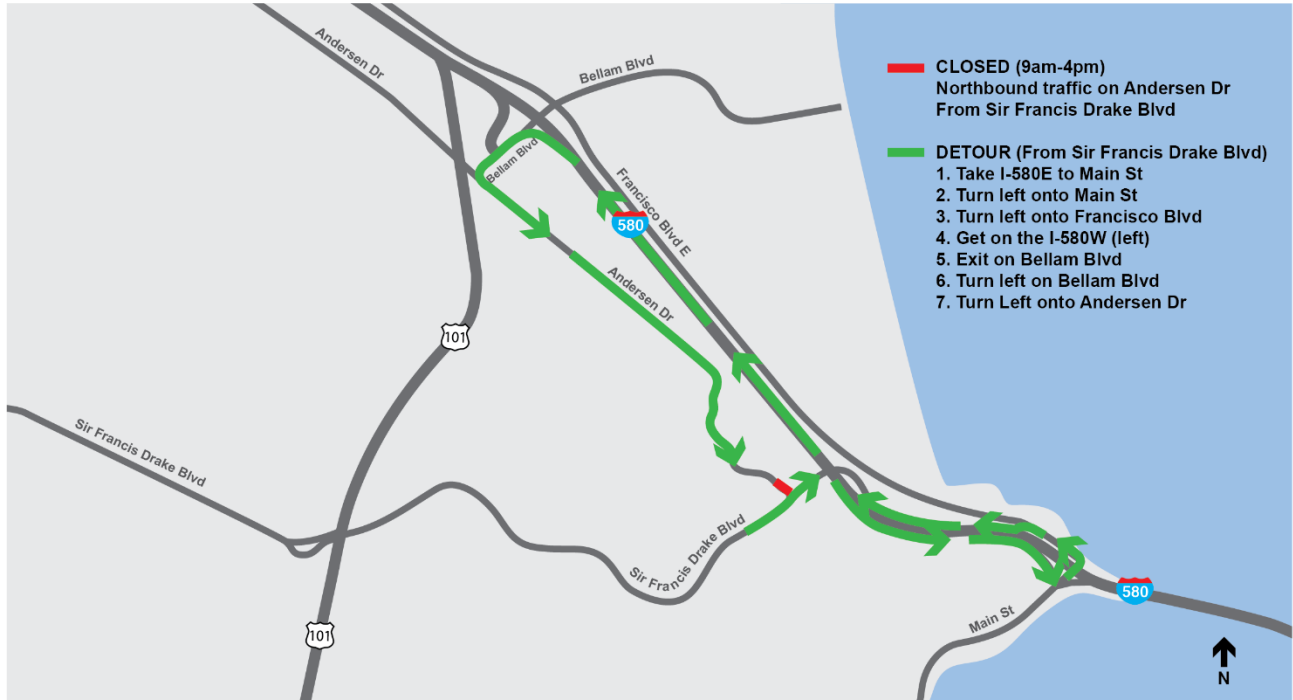 Andersen Dr
Bellam Blvd
CLOSED (9am-4pm)
Northbound traffic on Andersen Dr
From Sir Francis Drake Blvd
DETOUR (From Sir Francis Drake Blvd)
1. Take I-580E to Main St
2. Turn left onto Main St
3. Turn left onto Francisco Blvd
4. Get on the I-580W (left)
5. Exit on Bellam Blvd
6. Turn left on Bellam Blvd
7. Turn Left onto Andersen Dr
Bellam Blvd
Francisco Blvd E
580
Andersen Dr
101
Sir Francis Drake Blvd
Sir Francis Drake Blvd
580
Main St
101
N